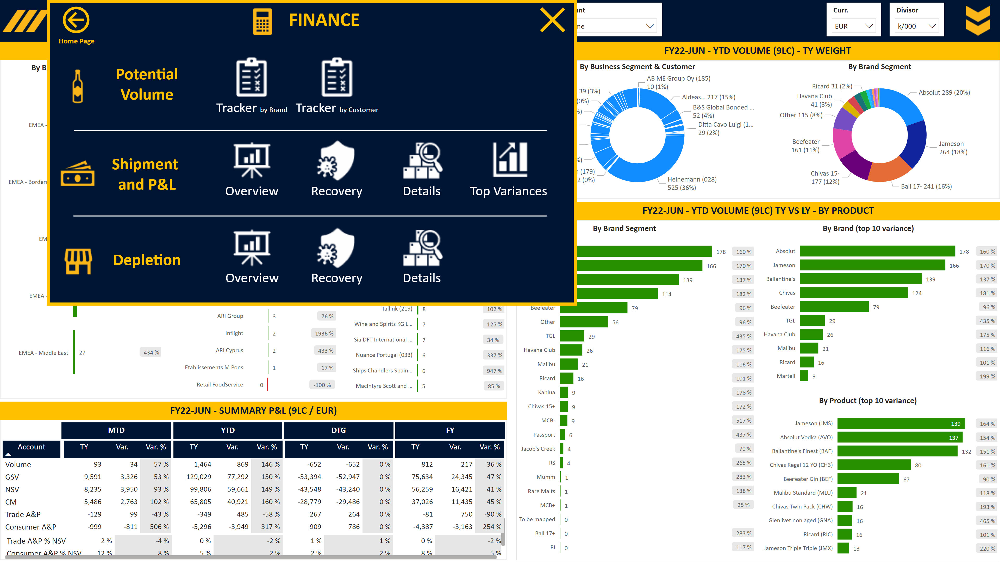 Home Page
FINANCE
Potential
Volume
Tracker by Brand
Tracker by Customer
Shipment
and P&L
Overview
Recovery
Details
Top Variances
Depletion
Overview
Recovery
Details
Curr.
EUR
Divisor
k/000
FY22-JUN - YTD VOLUME (9LC) - TY WEIGHT
By Business Segment & Customer
AB ME Group Oy (185)
10 (1%)
Aldeas... 217 (15%)
B&S Global Bonded ...
52 (4%)
Ditta Cavo Luigi (1...
29 (2%)
Heinemann (028)
525 (36%)
39 (3%)
(0%)
(179)
2 (0%)
By Brand Segment
Ricard 31 (2%)
Havana Club
41 (3%)
Other 115 (8%)
Beefeater
161 (11%)
Chivas 15-
177 (12%)
Ball 17- 241 (16%)
Jameson
264 (18%)
Absolut 289 (20%)
By B
EMEA -
EMEA - Borders
EM
EMEA -
EMEA - Middle East 27 434 %
ARI Group 3 76 %
Inflight 2 1936 %
ARI Cyprus 2 433 %
Etablissements M Pons 1 17 %
Retail FoodService 0 -100 %
Tallink (219) 8 102 %
Wine and Spirits KG L... 7 125 %
Sia DFT International ... 7 34 %
Nuance Portugal (033) 6 337 %
Ships Chandlers Spain... 6 947 %
MacIntyre Scott and ... 5 85 %
FY22-JUN - YTD VOLUME (9LC) TY VS LY - BY PRODUCT
By Brand Segment
178 160 %
166 170 %
139 137 %
114 182 %
Beefeater 79 96 %
Other 56 96 %
TGL 29 435 %
Havana Club 26 175 %
Malibu 21 116 %
Ricard 16 101 %
Kahlua 9 178 %
Chivas 15+ 9 172 %
MCB- 9 517 %
Passport 6 437 %
Jacob's Creek 4 70 %
RS 4 265 %
Mumm 1 283 %
Rare Malts 1 138 %
MCB+ 1 25 %
To be mapped 0
Ball 17+ 0 283 %
PJ 0 117 %
By Brand (top 10 variance)
Absolut 178 160 %
Jameson 166 170 %
Ballantine's 139 137 %
Chivas 124 181 %
Beefeater 79 96 %
TGL 29 435 %
Havana Club 26 175 %
Malibu 21 116 %
Ricard 16 101 %
Martell 9 199 %
By Product (top 10 variance)
Jameson (JMS) 139 164 %
Absolut Vodka (AVO) 137 154 %
Ballantine's Finest (BAF) 132 151 %
Chivas Regal 12 YO (CH3) 80 161 %
Beefeater Gin (BEF) 67 90 %
Malibu Standard (MLU) 21 118 %
Chivas Twin Pack (CHW) 16 193 %
Glenlivet non aged (GNA) 16 465 %
Ricard (RIC) 16 101 %
Jameson Triple Triple (JMX) 13 220 %
FY22-JUN - SUMMARY P&L (9LC / EUR)
MTD YTD DTG FY
Account TY Var. Var. % TY Var. Var. % TY Var. Var. % TY Var. Var. %
Volume 93 34 57 % 1,464 869 146 % -652 -652 0 % 812 217 36 %
GSV 9,591 3,326 53 % 129,029 77,292 150 % -53,394 -52,947 0 % 75,634 24,345 47 %
NSV 8,235 3,950 93 % 99,806 59,661 149 % -43,548 -43,240 0 % 56,259 16,421 41 %
CM 5,486 2,763 102 % 65,805 40,921 160 % -28,779 -29,486 0 % 37,026 11,435 45 %
Trade A&P -129 99 -43 % -349 485 -58 % 267 264 0 % -81 750 -90 %
Consumer A&P -999 -811 506 % -5,296 -3,949 317 % 909 786 0 % -4,387 -3,163 254 %
Trade A&P % NSV 2 % -4 % 0 % -2 % 1 % 1 % 0 % -2 %
Consumer A&P % NSV 12 % 8 % 5 % 2 % 2 % 2 % 8 % 5 %